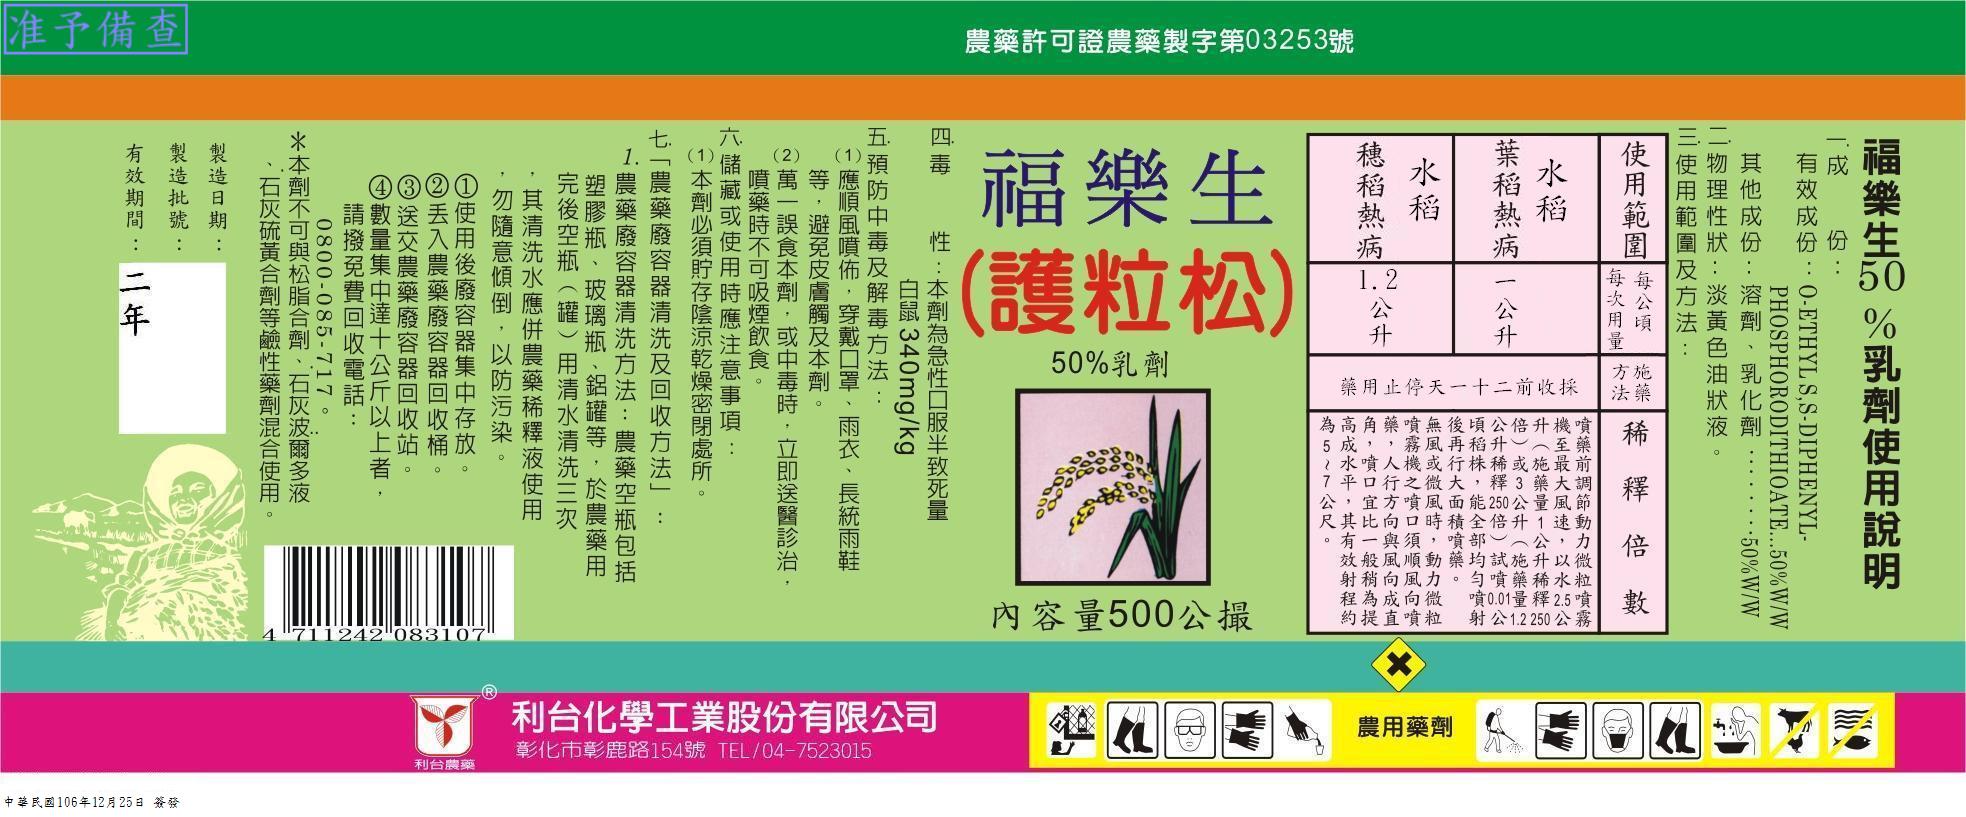 准予備查
農藥許可證農藥製字第03253號
福樂生50%乳劑使用說明
一.成　份：
有效成份：O-ETHYL S,S-DIPHENYL-
PHOSPHORODITHIOATE...50%W/W
其他成份：溶劑、乳化劑………50%W/W
二.物理性狀：淡黃色油狀液。
三.使用範圍及方法：
使用範圍
每公頃
每次用量
施藥
方法
稀釋倍數
水稻
葉稻熱病
一公升
水稻
穗稻熱病
1.2公升
採收前二十一天停止用藥
噴藥前調節動力微粒噴霧
機至最大風速，以水2.5公
升（施藥量1公升稀釋250
倍）或3公升（施藥量1.2
公升稀釋250倍）試噴0.01公
頃稻株，能全部均勻噴射
後再行大面積噴藥。
無風或微風時，動力微粒
噴霧機之噴口須順風向噴
藥，人行方向與風向成直
角，噴口宜比一般稍為提
高成水平，其有效射程約
為5~7公尺。
福樂生
(護粒松)
50%乳劑
內容量500公撮
四.毒　性：本劑為急性口服半致死量
白鼠340mg/kg
五.預防中毒及解毒方法：
(1)應順風噴佈，穿戴口罩、雨衣、長統雨鞋
等，避免皮膚觸及本劑。
(2)萬一誤食本劑，或中毒時，立即送醫診治，
噴藥時不可吸煙飲食。
六.儲藏或使用時應注意事項：
(1)本劑必須貯存陰涼乾燥密閉處所。
七.「農藥廢容器清洗及回收方法」：
1.農藥廢容器清洗方法：農藥空瓶包括
塑膠瓶、玻璃瓶、鋁罐等，於農藥用
完後空瓶（罐）用清水清洗三次
，其清洗水應併農藥稀釋液使用
，勿隨意傾倒，以防污染。
①使用後廢容器集中存放。
②丟入農藥廢容器回收桶。
③送交農藥廢容器回收站。
④數量集中達十公斤以上者，
請撥免費回收電話：
0800-085-717。
＊本劑不可與松脂合劑、石灰波爾多液
、石灰硫黃合劑等鹼性藥劑混合使用。
製造日期：
製造批號：
有效期間：二年
4 711242 083107
®
利台農藥
利台化學工業股份有限公司
彰化市彰鹿路154號 TEL/04-7523015
農用藥劑
中華民國106年12月25日 簽發